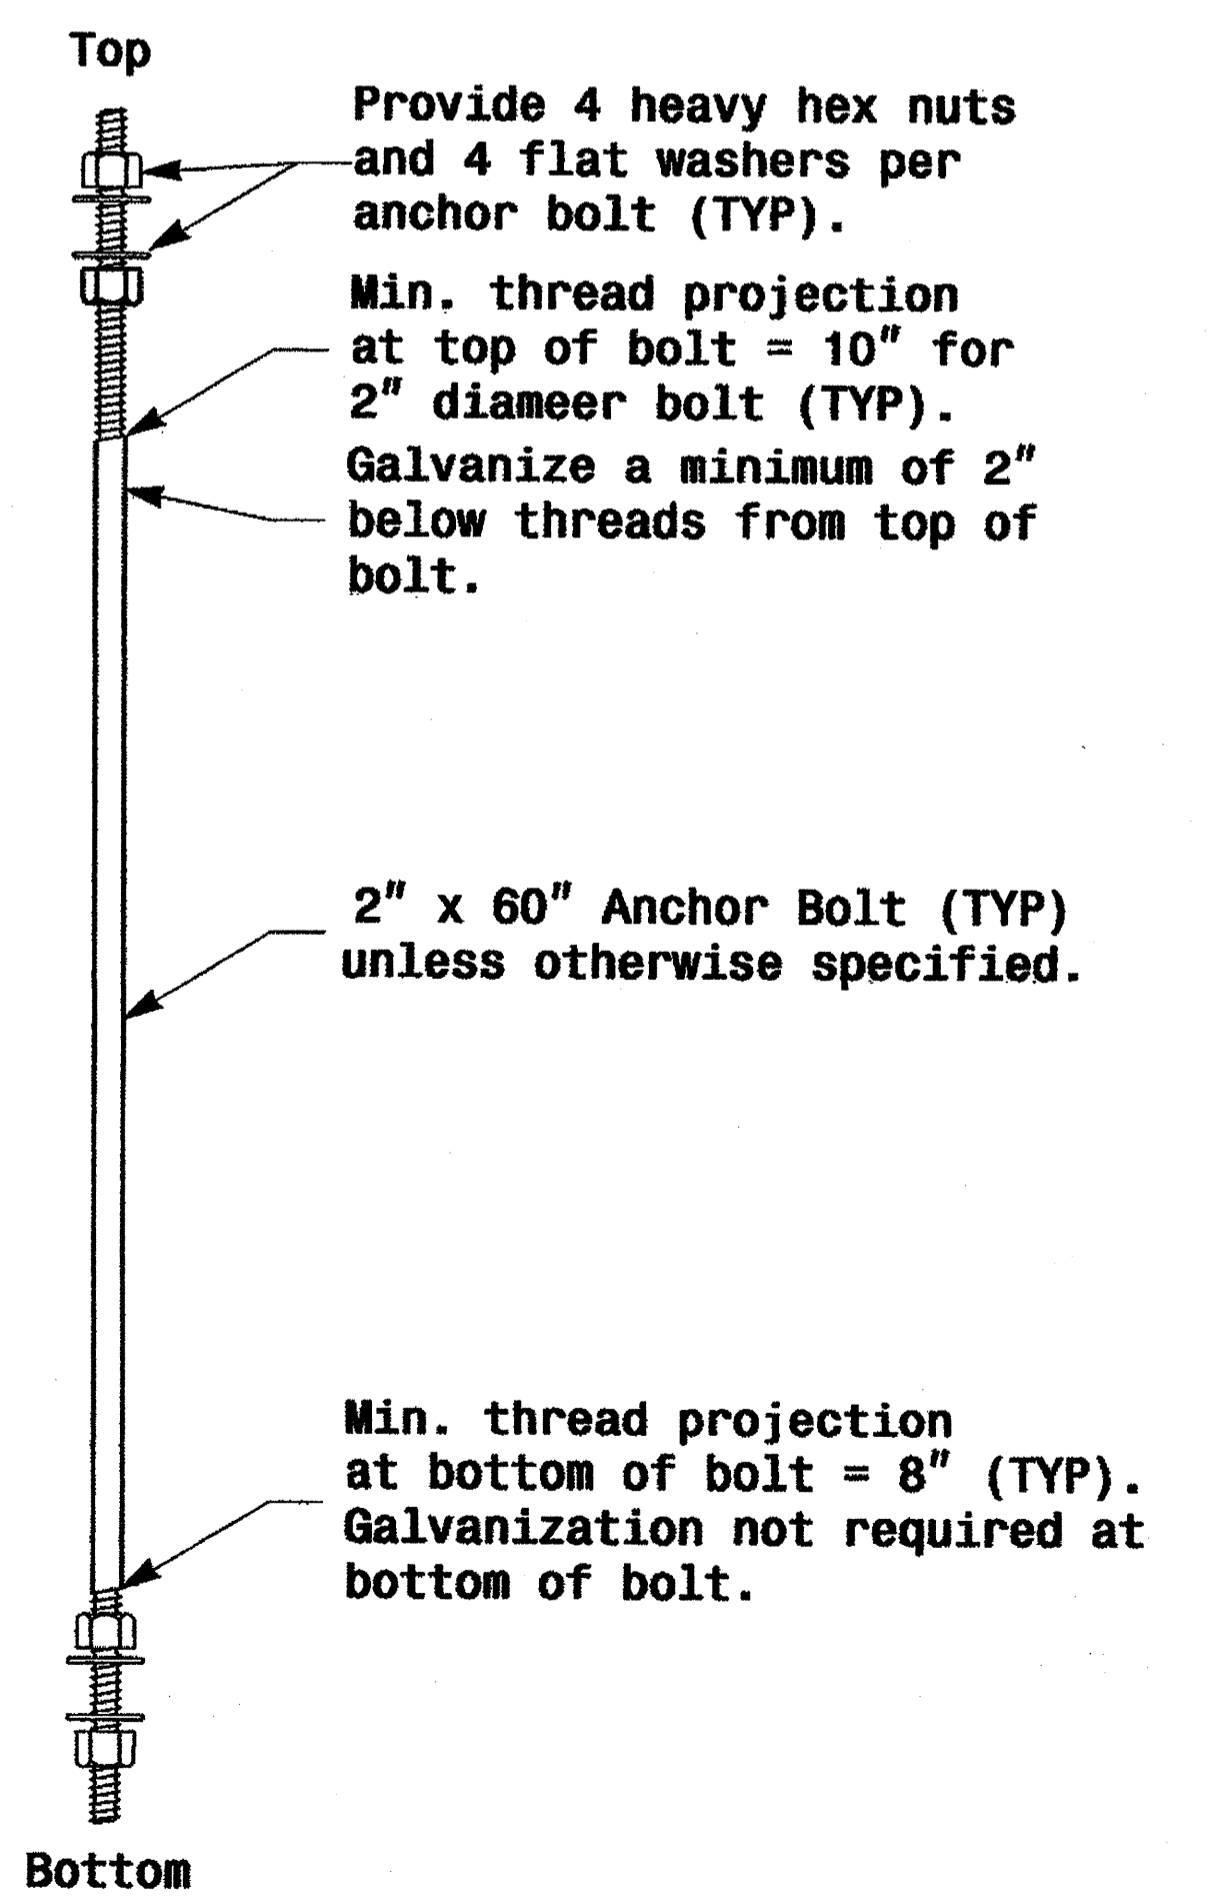 Top
Provide 4 heavy hex nuts
and 4 flat washers per
anchor bolt (TYP).
Min. thread projection
at top of bolt = 10" for
2" diameer bolt (TYP).
Galvanize a minimum of 2"
below threads from top of
bolt.
2" x 60" Anchor Bolt (TYP)
unless otherwise specified.
Min. thread projection
at bottom of bolt = 8" (TYP).
Galvanization not required at
bottom of bolt.
Bottom